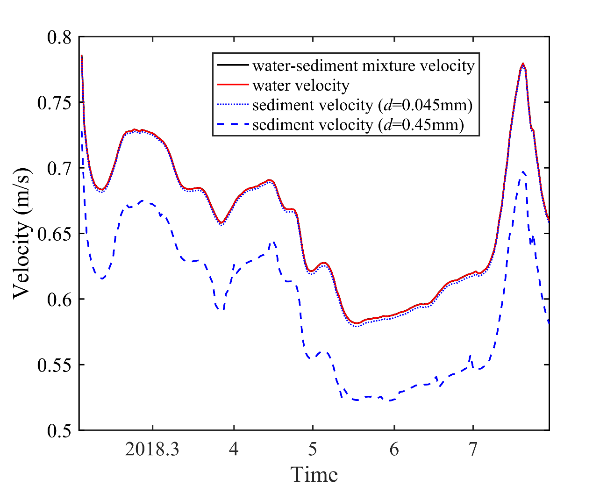 0.8
water-sediment mixture velocity
water velocity
0.75
sediment velocity (d=0.045mm)
sediment velocity (d=0.45mm)
0.7
Velocity (m/s)
0.65
0.6
0.55
0.5
2018.3 4 5 6 7
Time